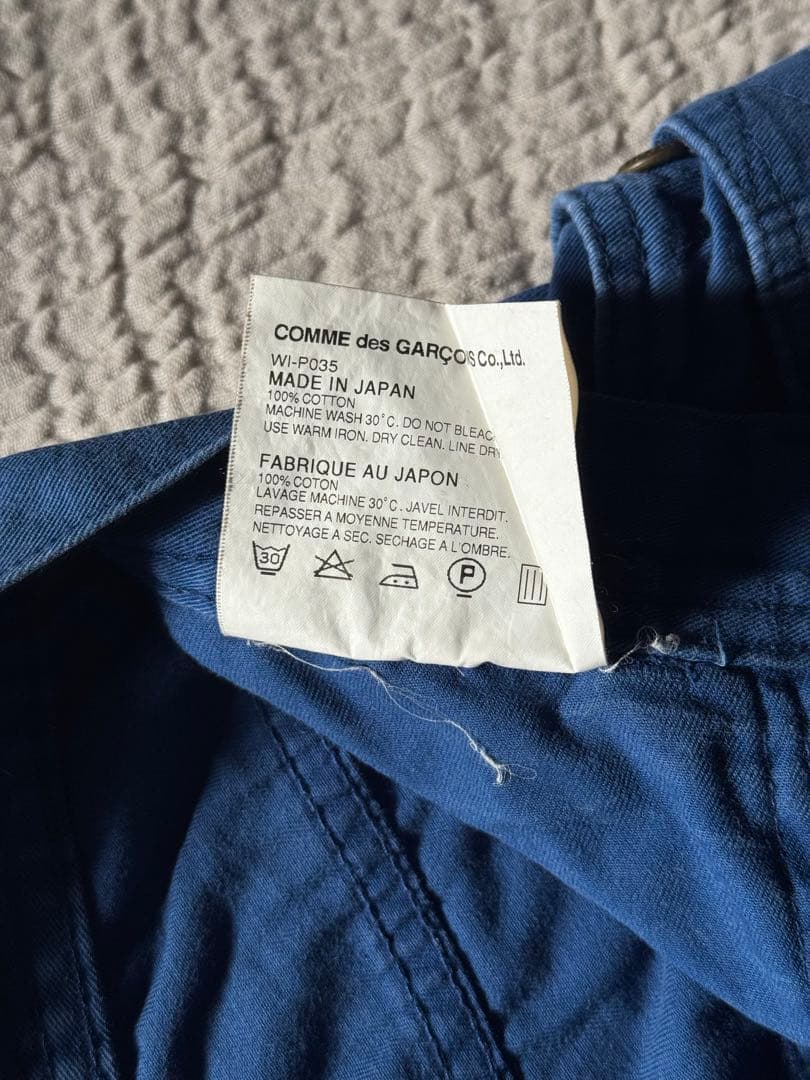 COMME des GARÇONS Co.,Ltd.
WI-P035
MADE IN JAPAN
100% COTTON
MACHINE WASH 30°C. DO NOT BLEAC
USE WARM IRON. DRY CLEAN. LINE DRY
FABRIQUE AU JAPON
100% COTON
LAVAGE MACHINE 30°C. JAVEL INTERDIT.
REPASSER A MOYENNE TEMPERATURE.
NETTOYAGE A SEC. SECHAGE A L'OMBRE.
30 P